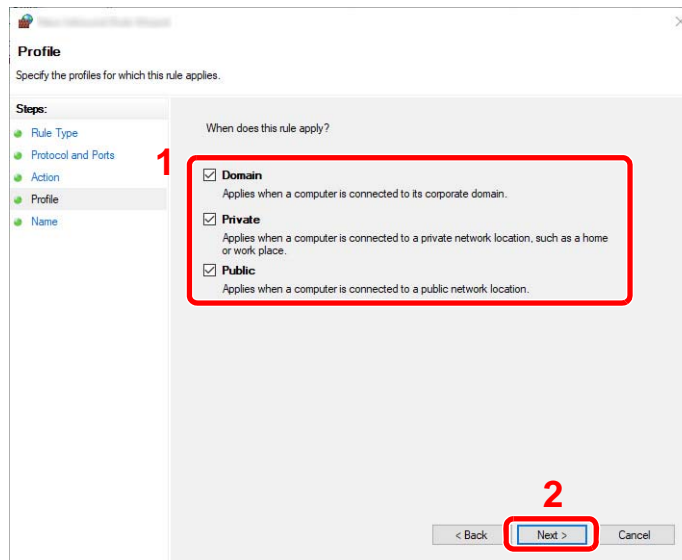 Profile
Specify the profiles for which this rule applies.
Steps:
Rule Type
Protocol and Ports
Action
Profile
Name
When does this rule apply?
1
Domain
Applies when a computer is connected to its corporate domain.
Private
Applies when a computer is connected to a private network location, such as a home
or work place.
Public
Applies when a computer is connected to a public network location.
2
< Back
Next >
Cancel